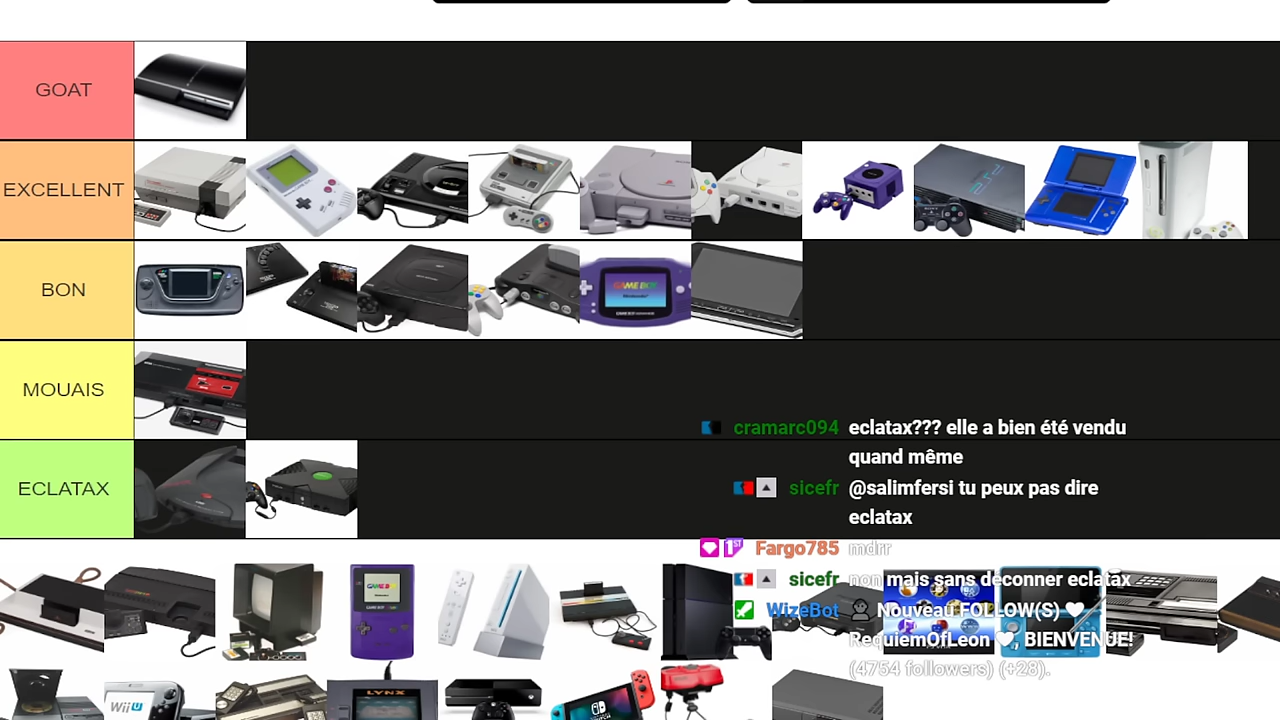 GOAT
EXCELLENT
BON
GAME BOY
MOUAIS
cramarc094 eclatax??? elle a bien été vendu
quand même
ECLATAX
sicefr @salimfersi tu peux pas dire
eclatax
Fargo785 mdrr
sicefr non mais sans deconner eclatax
WizeBot Nouveau FOLLOW(S)
RequiemOfLeon BIENVENUE!
(4754 followers) (+28).
GAME BOY
Wii U
LYNX